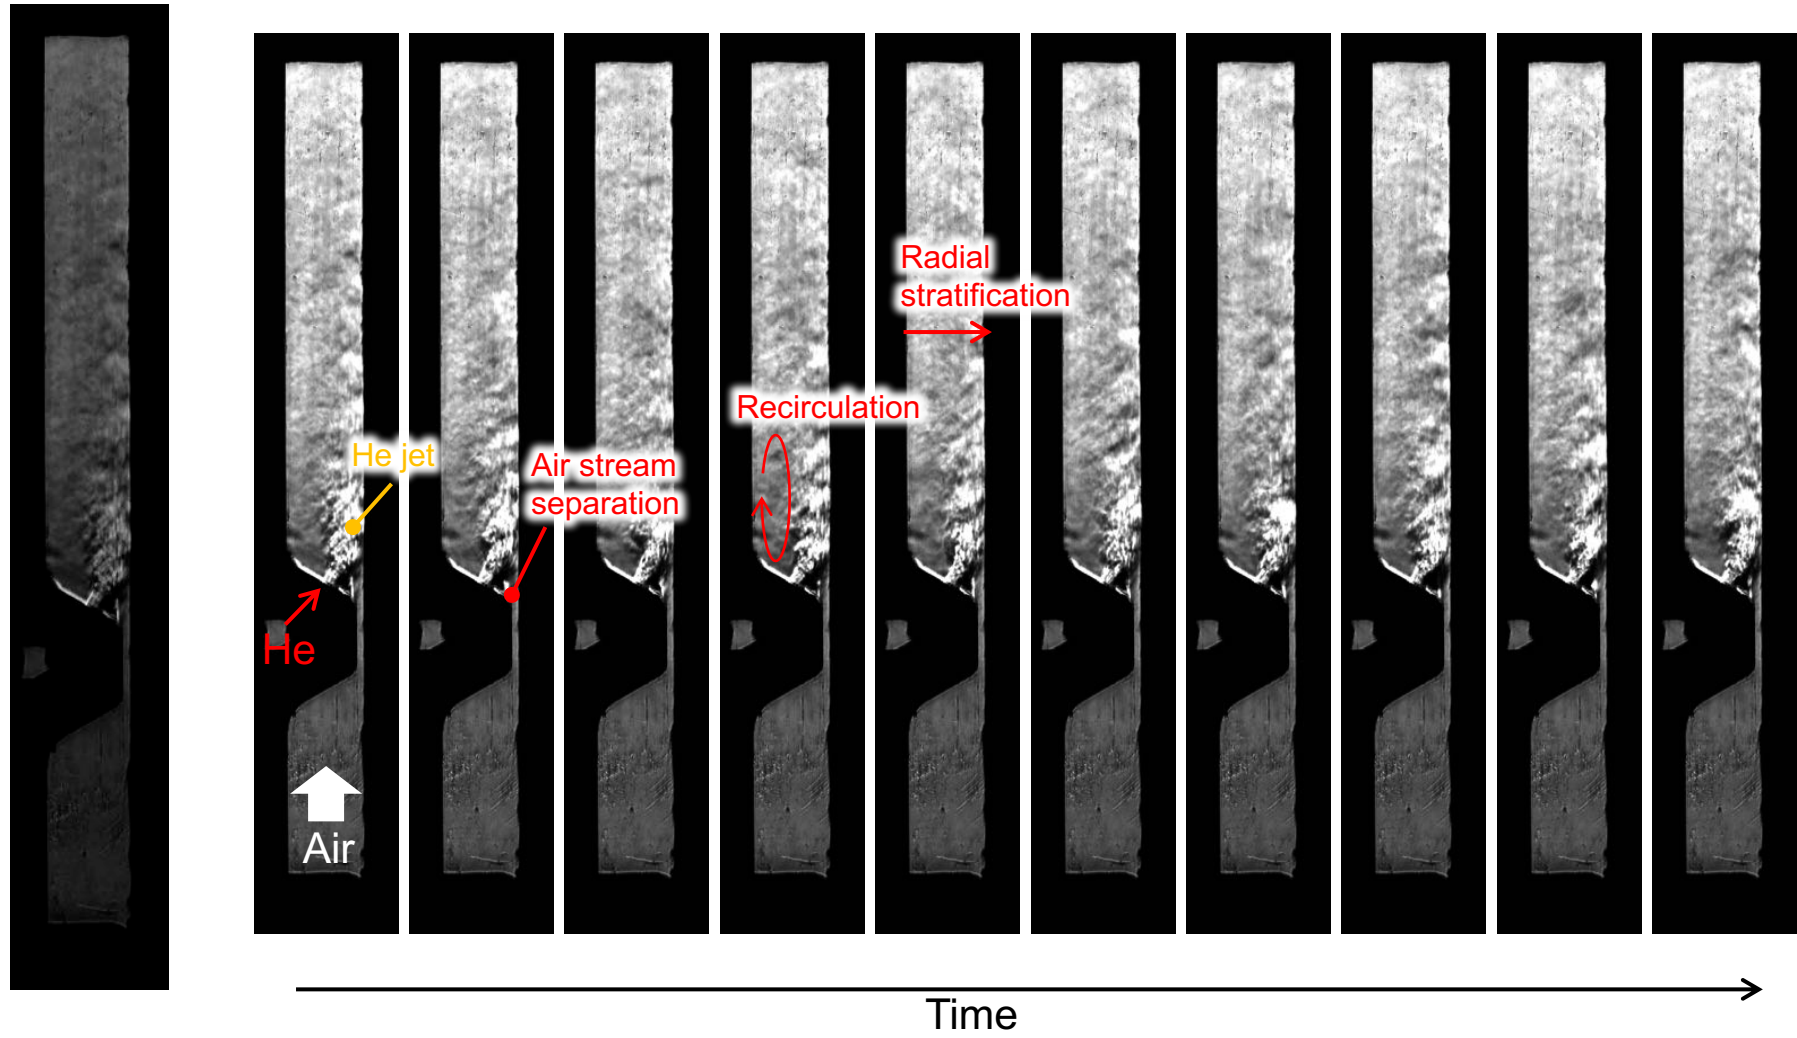 Radial
stratification
Recirculation
He jet
Air stream
separation
He
Air
Time